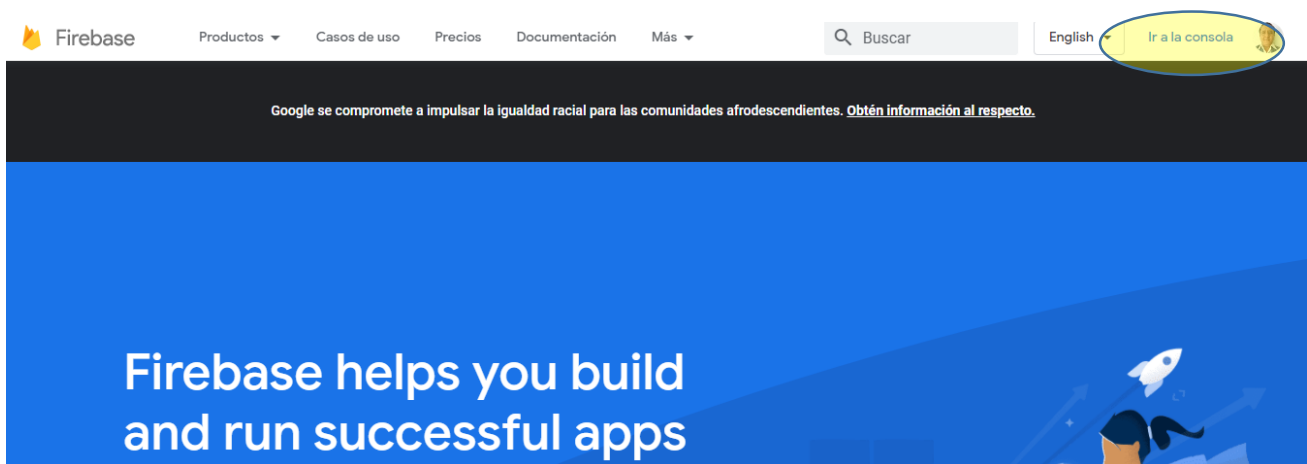 Firebase Productos Casos de uso Precios Documentación Más Buscar English Ir a la consola
Google se compromete a impulsar la igualdad racial para las comunidades afrodescendientes. Obtén información al respecto.
Firebase helps you build
and run successful apps